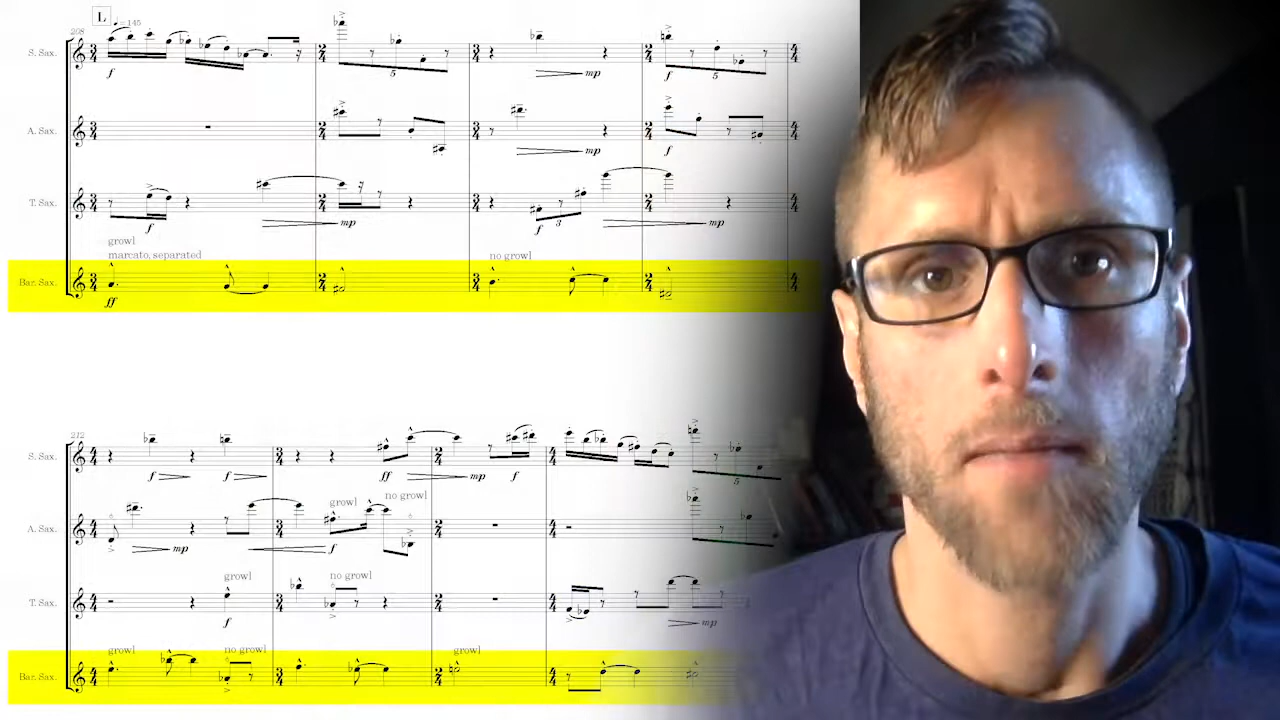 L ♩ = 145
208
S. Sax. f 5 mp f 5
A. Sax. mp f
T. Sax. f mp f 3 mp
growl
marcato, separated no growl
Bar. Sax. ff
212
S. Sax. f f ff mp f 5
growl no growl
A. Sax. mp f
growl no growl
T. Sax. f mp
growl no growl growl
Bar. Sax.